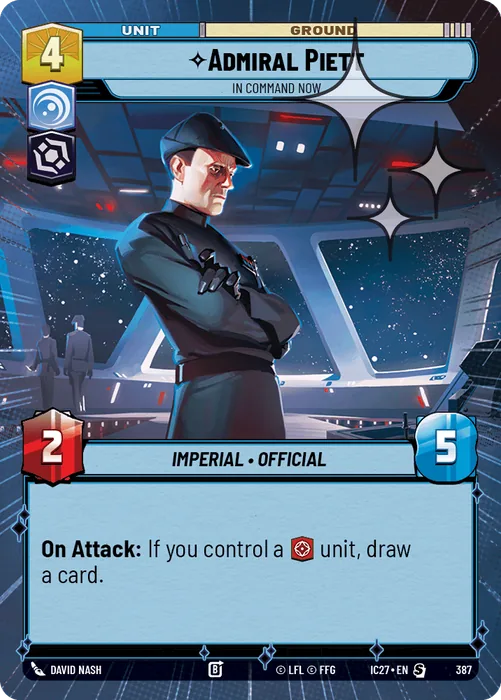 4
UNIT
GROUND
ADMIRAL PIETT
IN COMMAND NOW
2
IMPERIAL • OFFICIAL
5
On Attack: If you control a unit, draw
a card.
DAVID NASH
B
© LFL © FFG
IC27 • EN
S
387